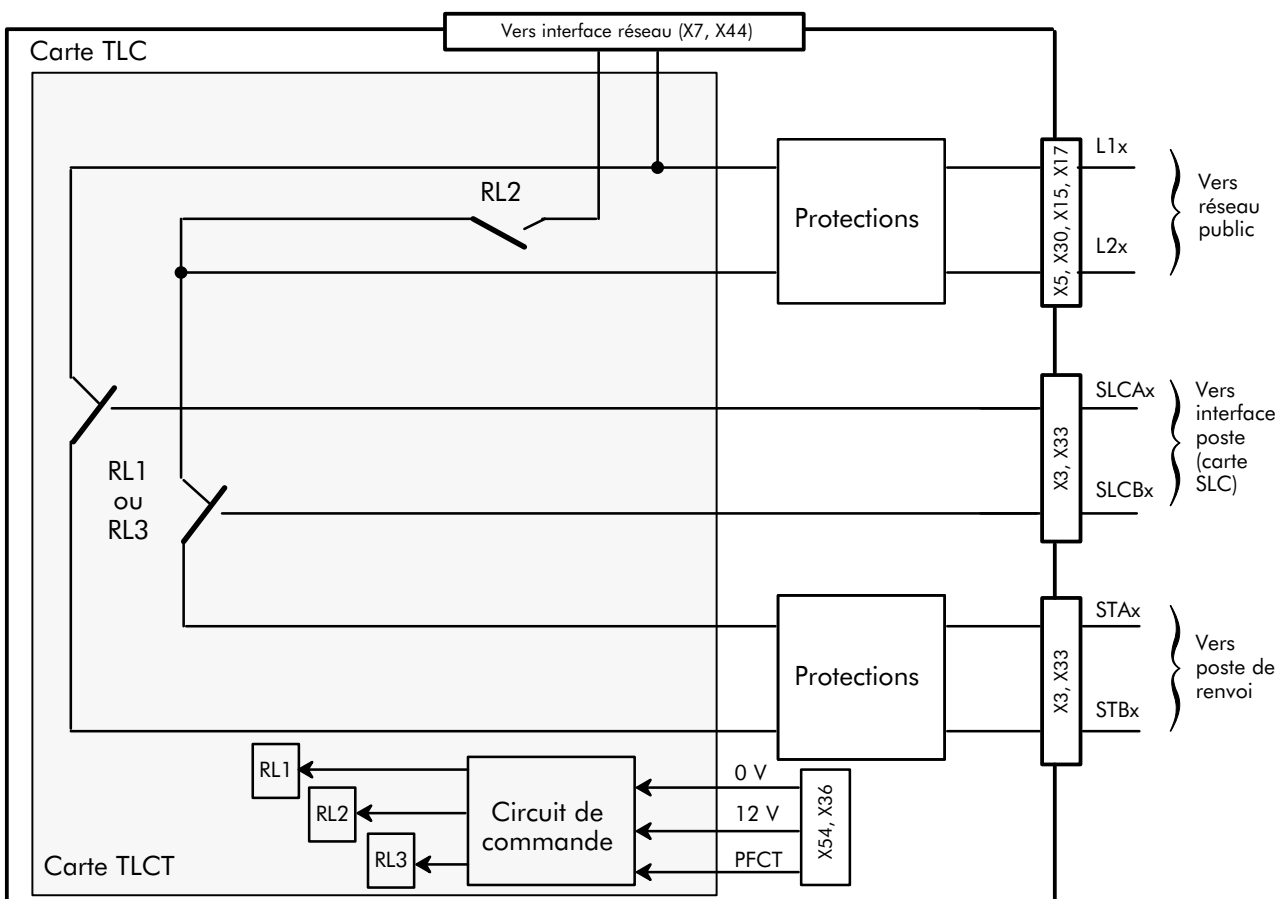 Vers interface réseau (X7, X44)
Carte TLC
L1x
Vers
réseau
public
X5, X30, X15, X17
RL2
Protections
L2x
SLCAx
Vers
interface
poste
(carte
SLC)
X3, X33
RL1
ou
RL3
SLCBx
STAx
Vers
poste de
renvoi
X3, X33
Protections
STBx
RL1
RL2
RL3
Circuit de
commande
0 V
12 V
PFCT
X54, X36
Carte TLCT